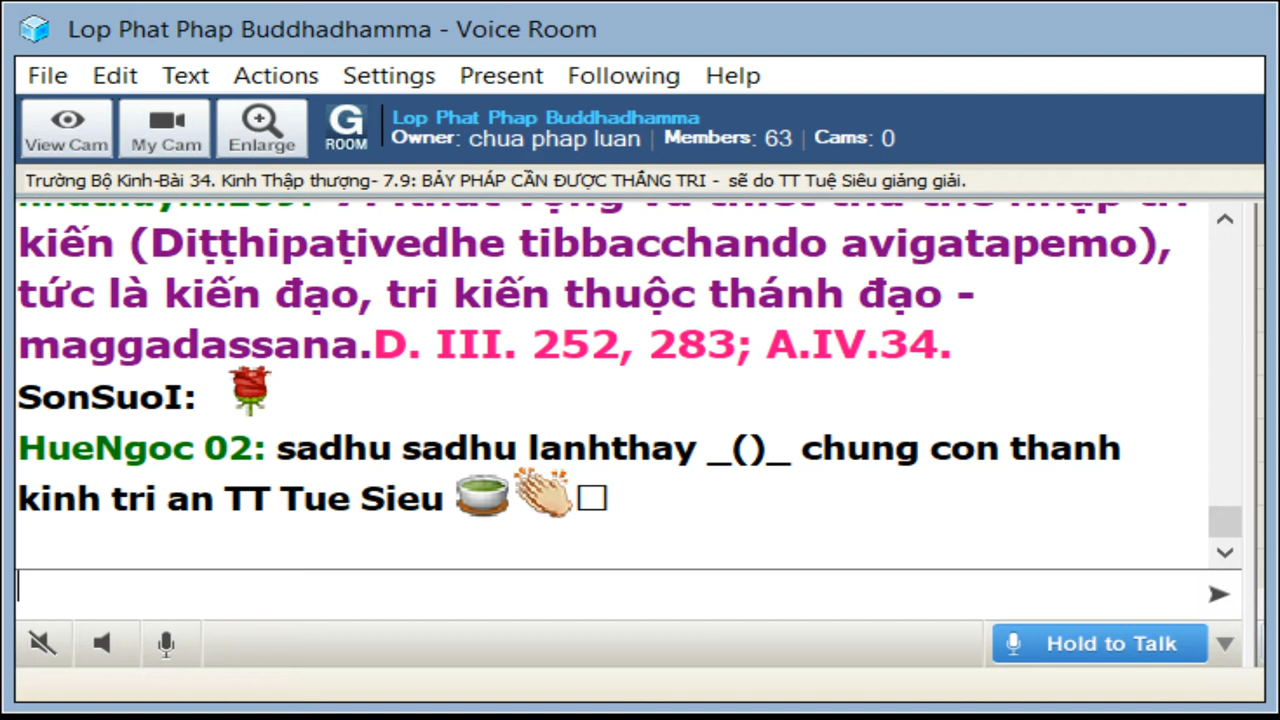 Lop Phat Phap Buddhadhamma - Voice Room
File Edit Text Actions Settings Present Following Help
View Cam My Cam Enlarge G ROOM
Lop Phat Phap Buddhadhamma
Owner: chua phap luan | Members: 63 | Cams: 0
Trường Bộ Kinh-Bài 34. Kinh Thập thượng- 7.9: BẢY PHÁP CẦN ĐƯỢC THẮNG TRI - sẽ do TT Tuệ Siêu giảng giải.
kiến (Diṭṭhipaṭivedhe tibbacchando avigatapemo),
tức là kiến đạo, tri kiến thuộc thánh đạo -
maggadassana.D. III. 252, 283; A.IV.34.
SonSuoI:
HueNgoc 02: sadhu sadhu lanhthay _()_ chung con thanh
kinh tri an TT Tue Sieu
Hold to Talk